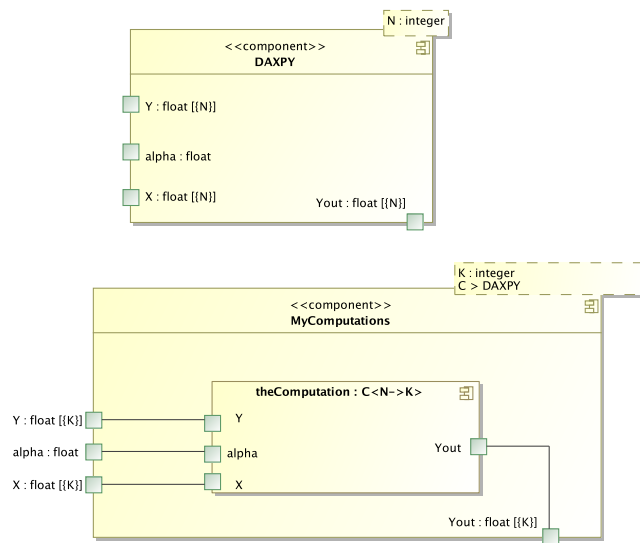 N : integer
<<component>>
DAXPY
Y : float [{N}]
alpha : float
X : float [{N}]
Yout : float [{N}]
K : integer
C > DAXPY
<<component>>
MyComputations
theComputation : C<N->K>
Y : float [{K}]
Y
alpha : float
alpha
Yout
X : float [{K}]
X
Yout : float [{K}]